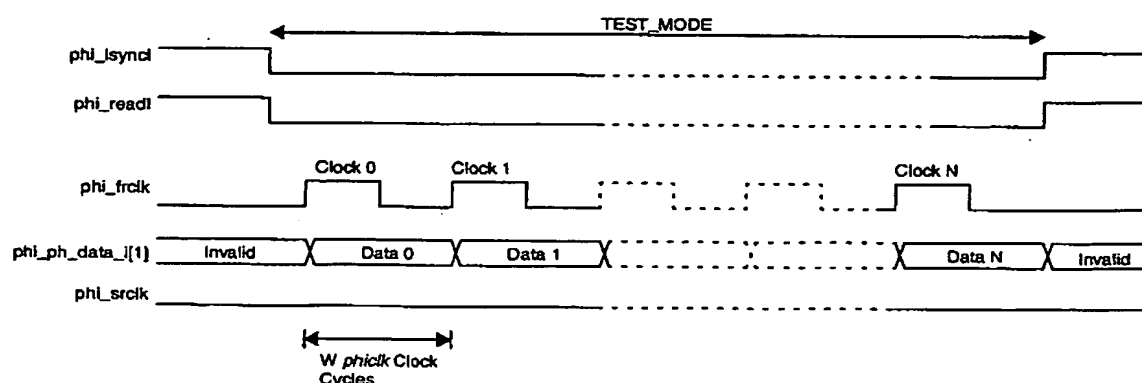 TEST_MODE
phi_lsyncl
phi_readl
Clock 0 Clock 1 Clock N
phi_frclk
phi_ph_data_i[1] Invalid Data 0 Data 1 Data N Invalid
phi_srclk
W phiclk Clock
Cycles